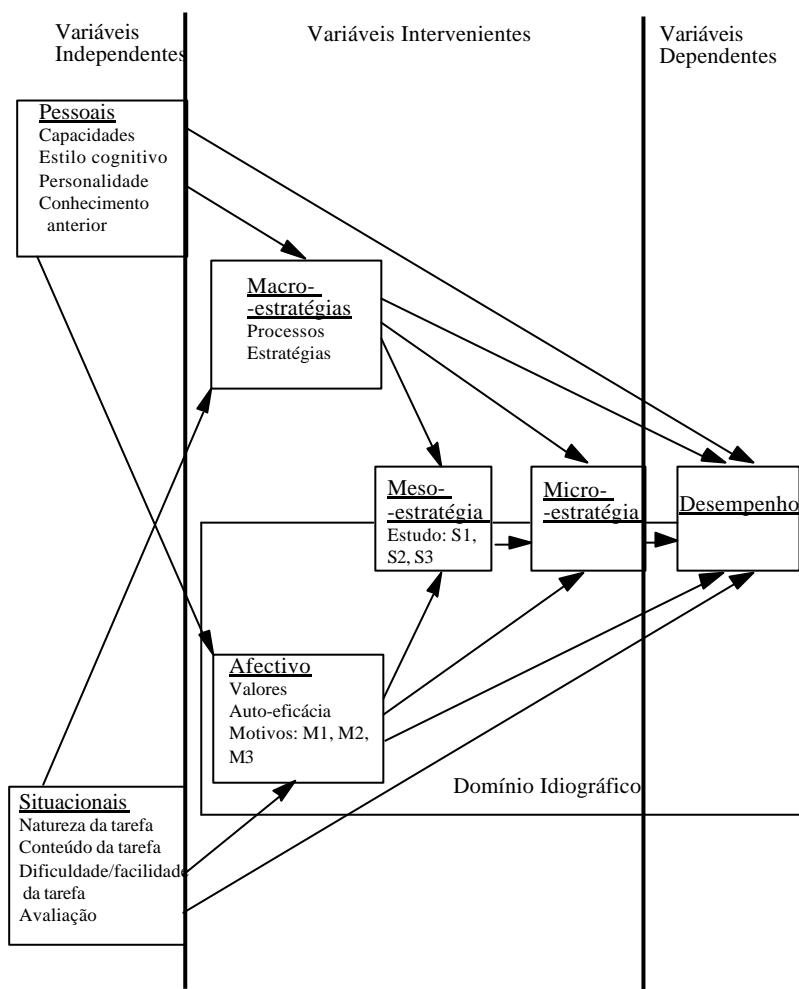 Variáveis
Independentes
Variáveis Intervenientes
Variáveis
Dependentes
Pessoais
Capacidades
Estilo cognitivo
Personalidade
Conhecimento
anterior
Macro-
-estratégias
Processos
Estratégias
Meso-
-estratégia
Estudo: S1,
S2, S3
Micro-
-estratégia
Desempenho
Afectivo
Valores
Auto-eficácia
Motivos: M1, M2,
M3
Domínio Idiográfico
Situacionais
Natureza da tarefa
Conteúdo da tarefa
Dificuldade/facilidade
da tarefa
Avaliação